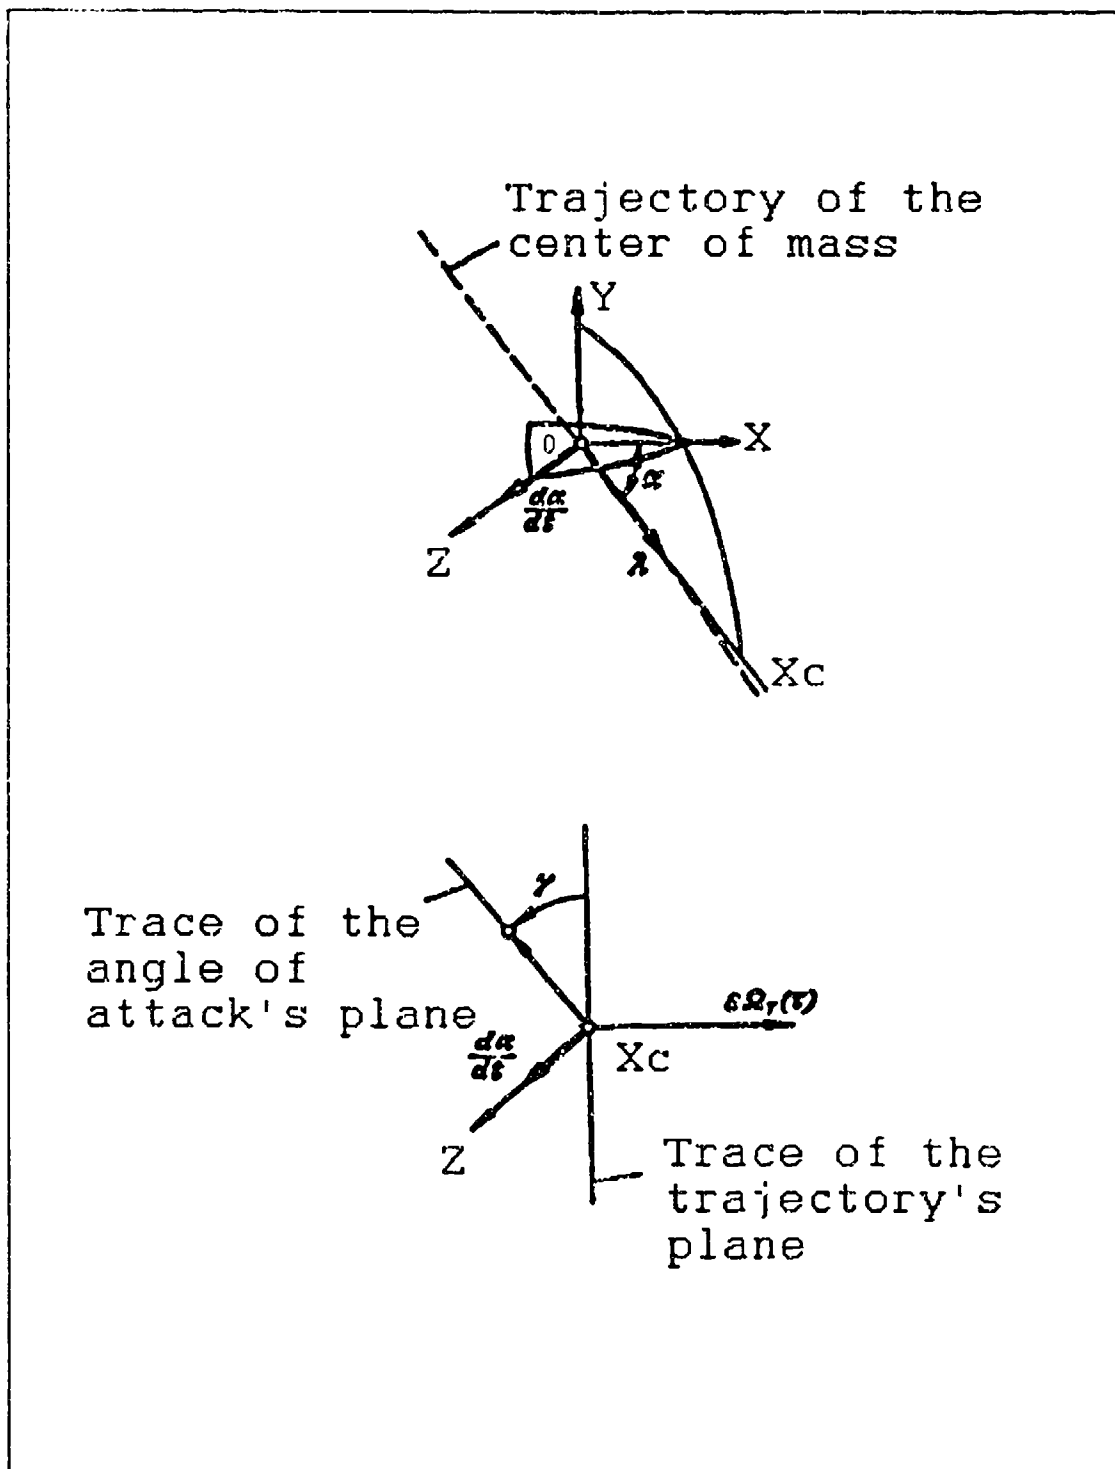 Trajectory of the
center of mass
Y
0
X
α
dα
dt
Z
λ
Xc
γ
Trace of the
angle of
attack's plane
εΩ_T(τ)
dα
dt
Xc
Z
Trace of the
trajectory's
plane